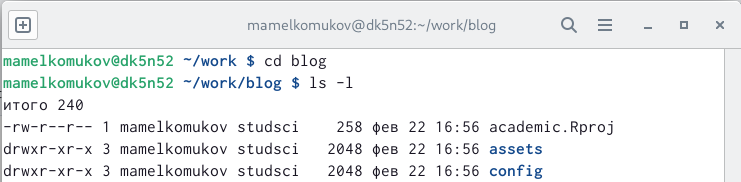 mamelkomukov@dk5n52:~/work/blog
mamelkomukov@dk5n52 ~/work $ cd blog
mamelkomukov@dk5n52 ~/work/blog $ ls -l
итого 240
-rw-r--r-- 1 mamelkomukov studsci    258 фев 22 16:56 academic.Rproj
drwxr-xr-x 3 mamelkomukov studsci   2048 фев 22 16:56 assets
drwxr-xr-x 3 mamelkomukov studsci   2048 фев 22 16:56 config